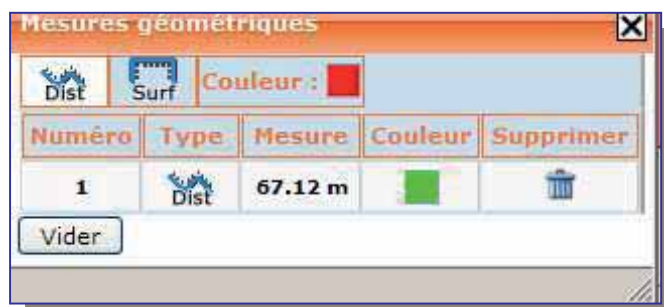 Mesures géométriques
Dist Surf Couleur :
Numéro Type Mesure Couleur Supprimer
1 Dist 67.12 m
Vider